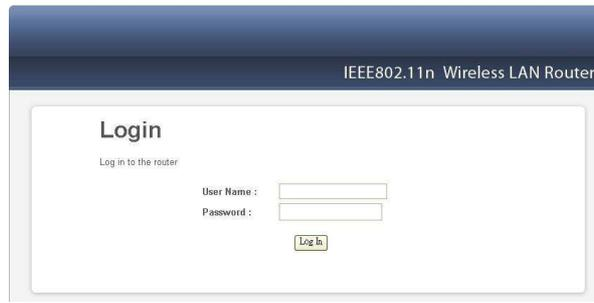 IEEE802.11n Wireless LAN Router
Login
Log in to the router
User Name :
Password :
Log In